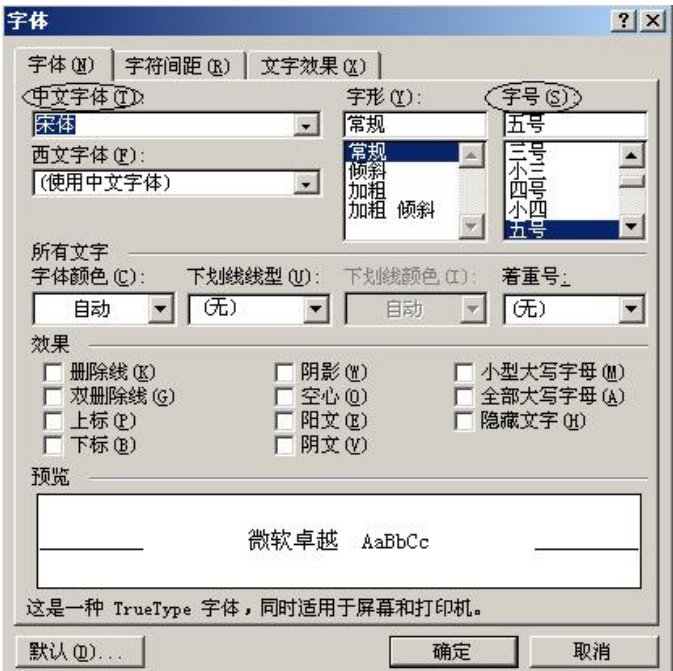 字体
字体(N) 字符间距(R) 文字效果(X)
中文字体(T): 字形(Y): 字号(S):
宋体 常规 五号
西文字体(F):
(使用中文字体)
常规
倾斜
加粗
加粗 倾斜
三号
小三
四号
小四
五号
所有文字
字体颜色(C): 下划线线型(U): 下划线颜色(I): 着重号:
自动 (无) 自动 (无)
效果
删除线(K) 阴影(W) 小型大写字母(M)
双删除线(G) 空心(O) 全部大写字母(A)
上标(P) 阳文(E) 隐藏文字(H)
下标(B) 阴文(V)
预览
微软卓越 AaBbCc
这是一种 TrueType 字体，同时适用于屏幕和打印机。
默认(D)... 确定 取消